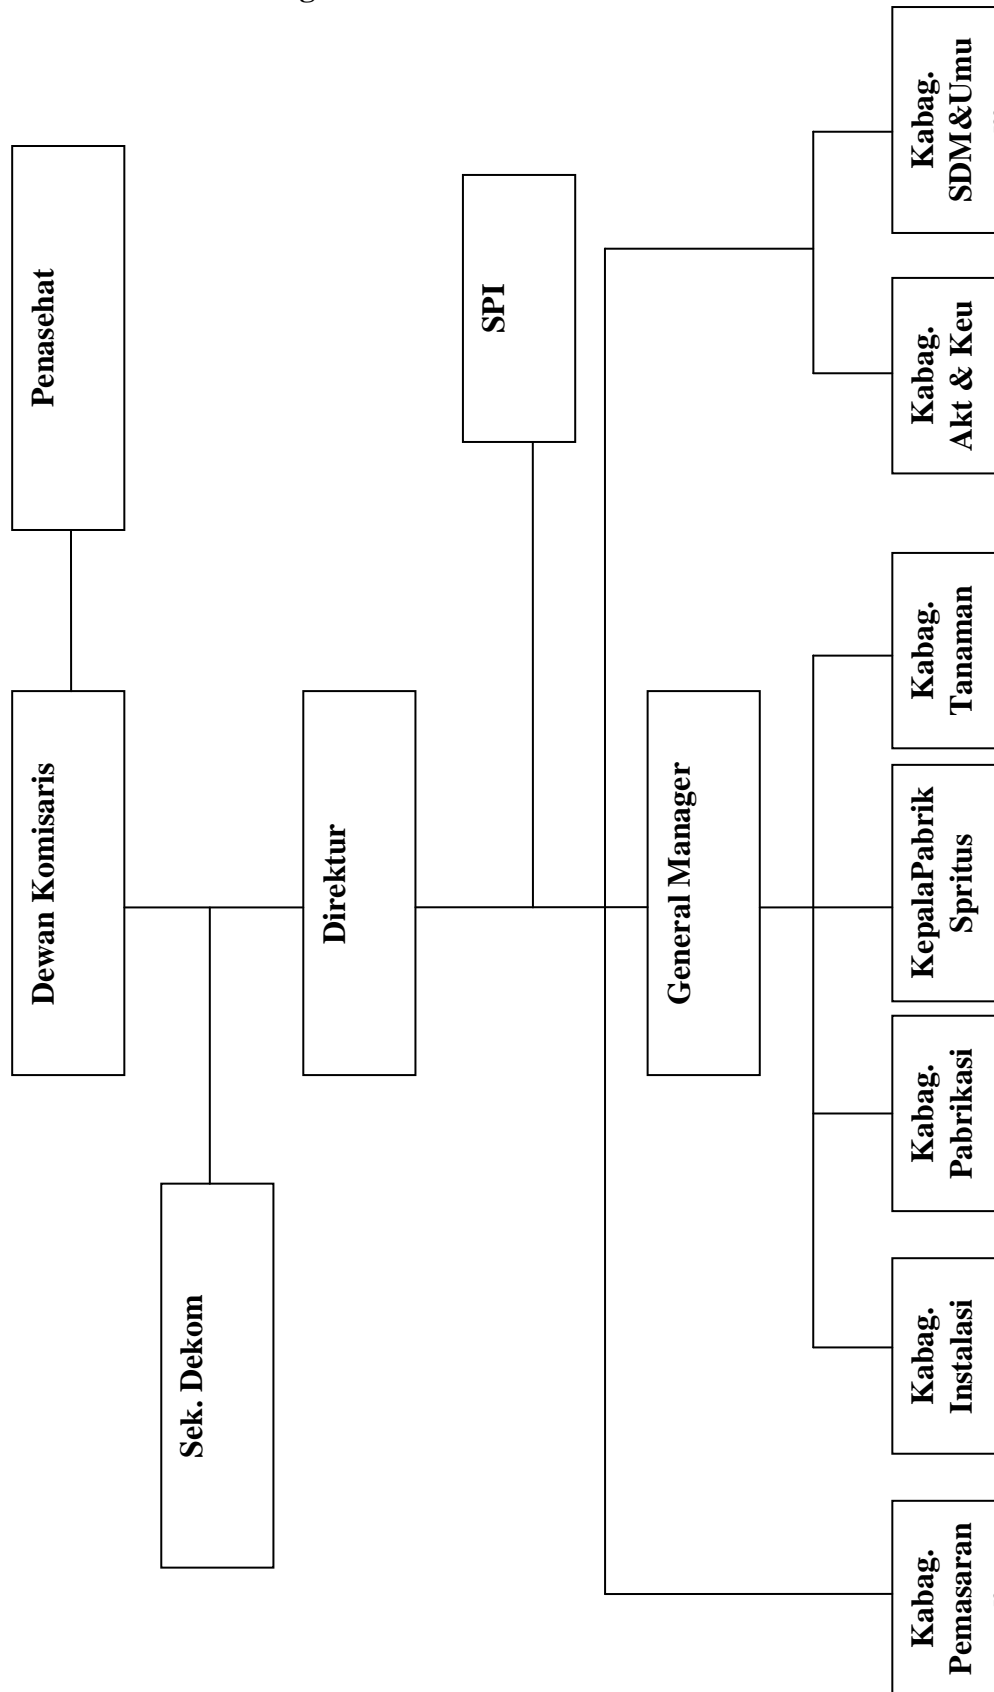 Dewan Komisaris
Penasehat
Sek. Dekom
Direktur
SPI
General Manager
Kabag.
Pemasaran
Kabag.
Instalasi
Kabag.
Pabrikasi
KepalaPabrik
Spritus
Kabag.
Tanaman
Kabag.
Akt & Keu
Kabag.
SDM&Umu